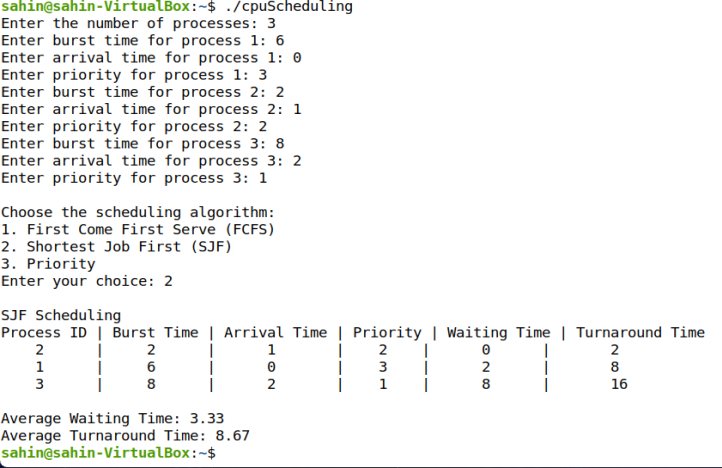 sahin@sahin-VirtualBox:~$ ./cpuScheduling
Enter the number of processes: 3
Enter burst time for process 1: 6
Enter arrival time for process 1: 0
Enter priority for process 1: 3
Enter burst time for process 2: 2
Enter arrival time for process 2: 1
Enter priority for process 2: 2
Enter burst time for process 3: 8
Enter arrival time for process 3: 2
Enter priority for process 3: 1
Choose the scheduling algorithm:
1. First Come First Serve (FCFS)
2. Shortest Job First (SJF)
3. Priority
Enter your choice: 2
SJF Scheduling
Process ID | Burst Time | Arrival Time | Priority | Waiting Time | Turnaround Time
2 | 2 | 1 | 2 | 0 | 2
1 | 6 | 0 | 3 | 2 | 8
3 | 8 | 2 | 1 | 8 | 16
Average Waiting Time: 3.33
Average Turnaround Time: 8.67
sahin@sahin-VirtualBox:~$